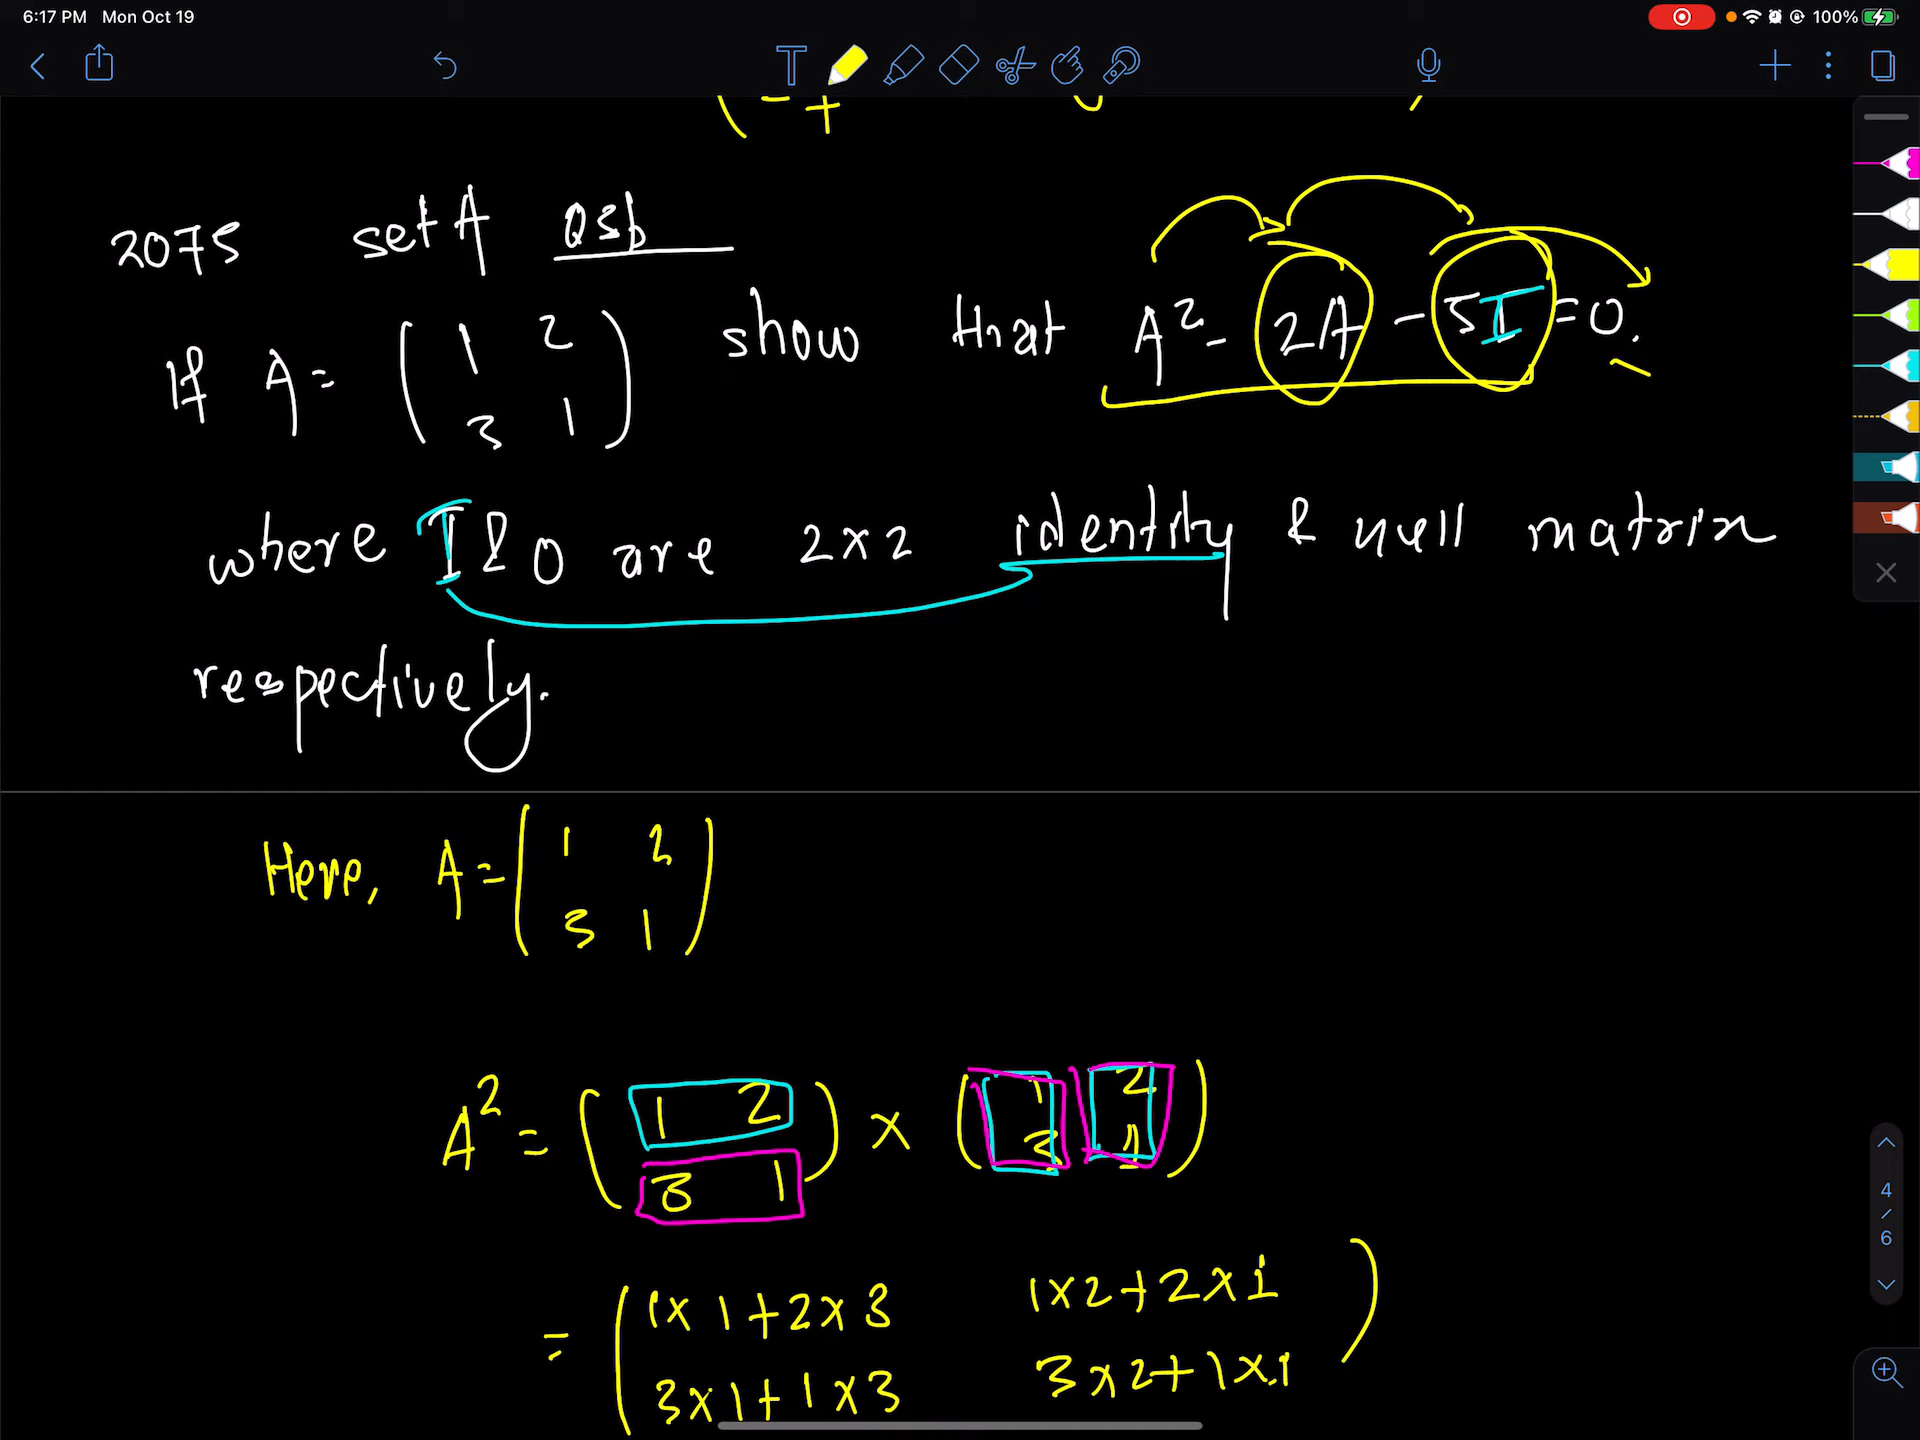 6:17 PM Mon Oct 19 100%
2075 set A Q3b
If A = ( 1 2 show that A² - 2A - 5I = 0.
3 1 )
where I & 0 are 2×2 identity & null matrix
respectively.
Here, A = ( 1 2
3 1 )
A² = ( 1 2 ) × ( 1 2 )
3 1 3 1
= ( 1×1+2×3 1×2+2×1 )
3×1+1×3 3×2+1×1
4
/
6